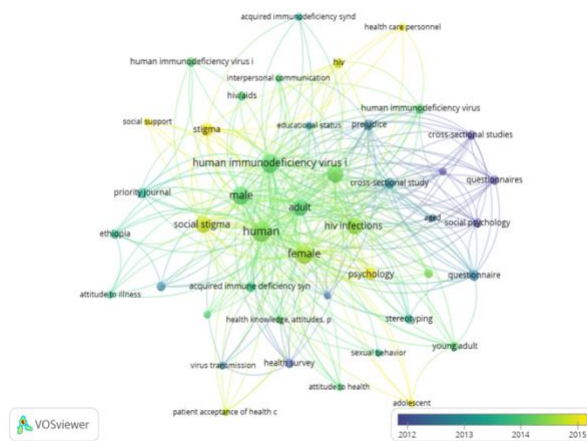 acquired immunodeficiency synd
health care personnel
human immunodeficiency virus i
hiv
interpersonal communication
hiv/aids
human immunodeficiency virus
social support
stigma
educational status
prejudice
cross-sectional studies
human immunodeficiency virus i
cross-sectional study
questionnaires
priority journal
male
adult
aged
social psychology
ethiopia
social stigma
human
hiv infections
female
psychology
questionnaire
attitude to illness
acquired immune deficiency syn
health knowledge, attitudes, p
stereotyping
young adult
sexual behavior
virus transmission
health survey
attitude to health
adolescent
patient acceptance of health c
VOSviewer
2012 2013 2014 2015